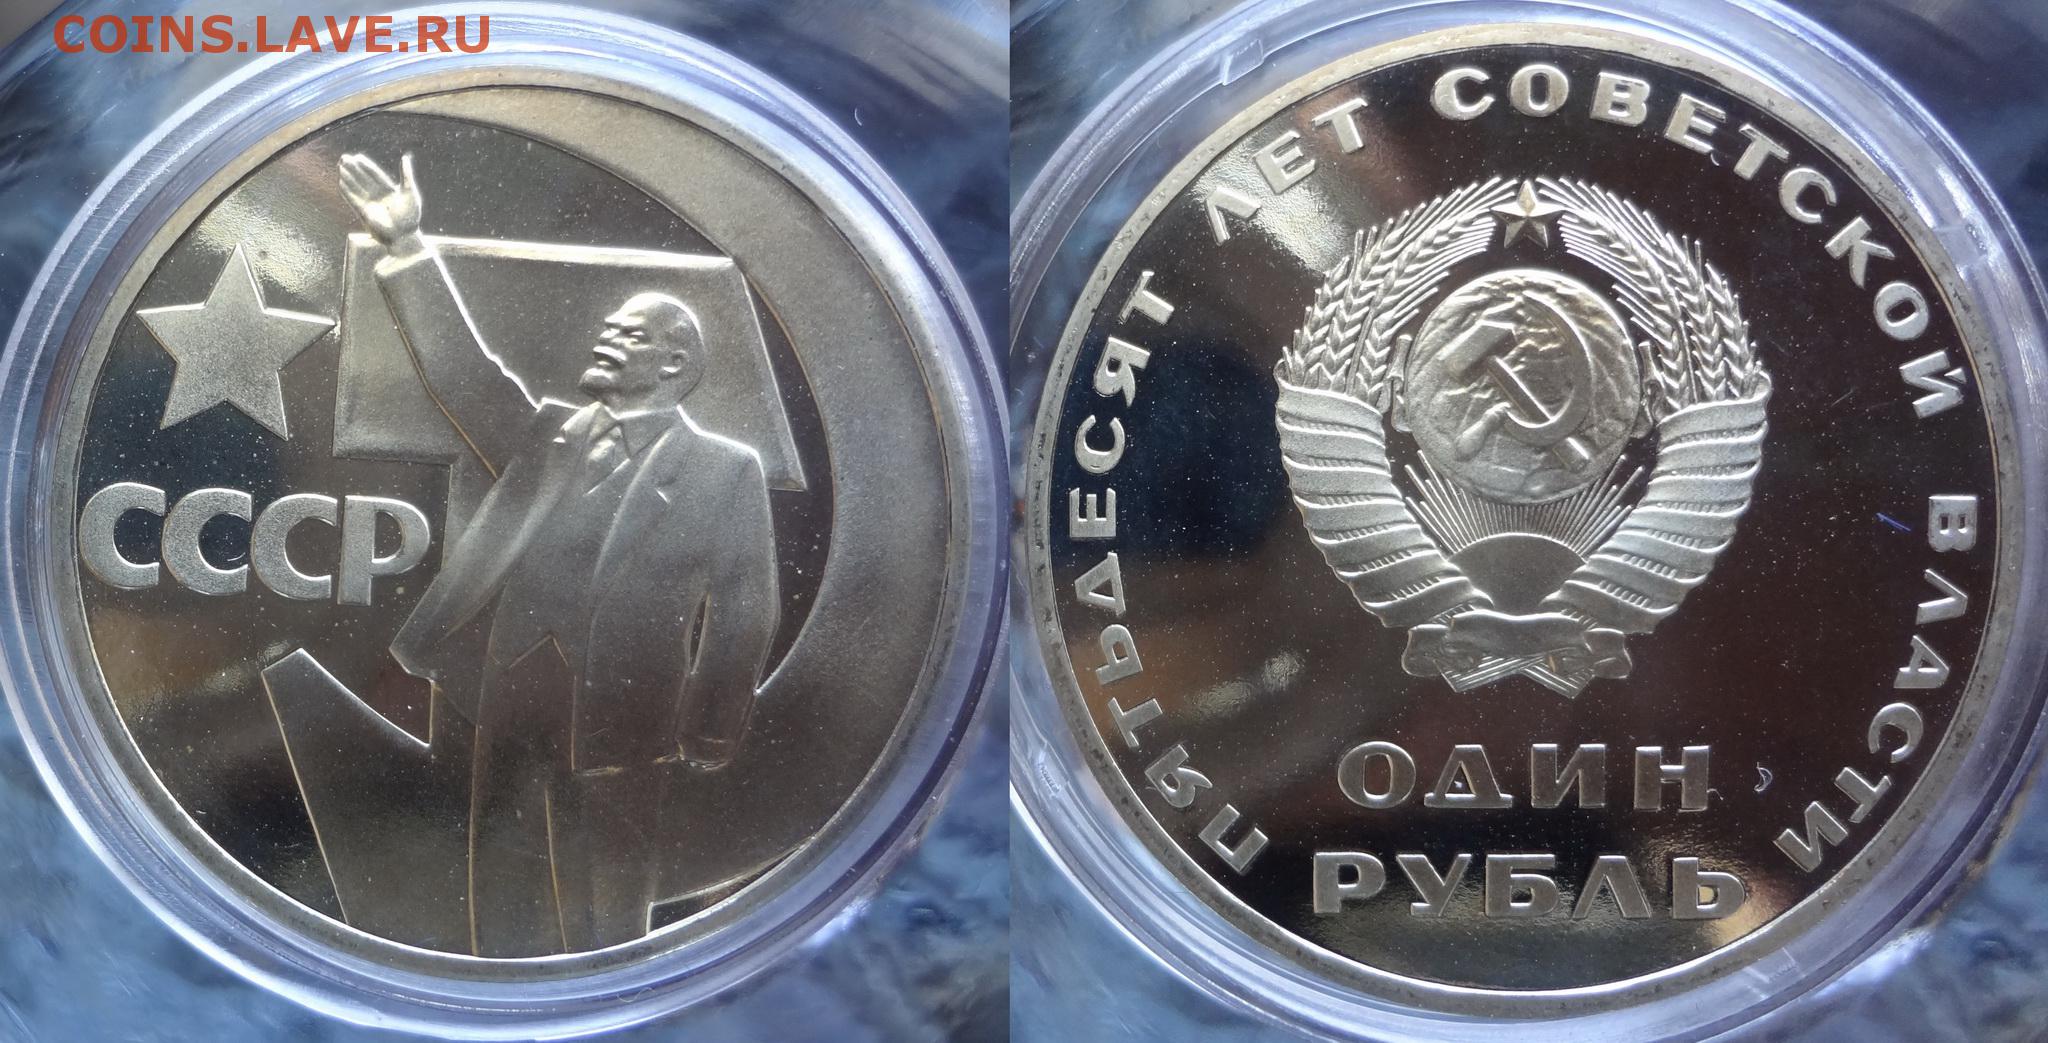 COINS.LAVE.RU
СССР
ПЯТЬДЕСЯТ ЛЕТ СОВЕТСКОЙ ВЛАСТИ
ОДИН
РУБЛЬ